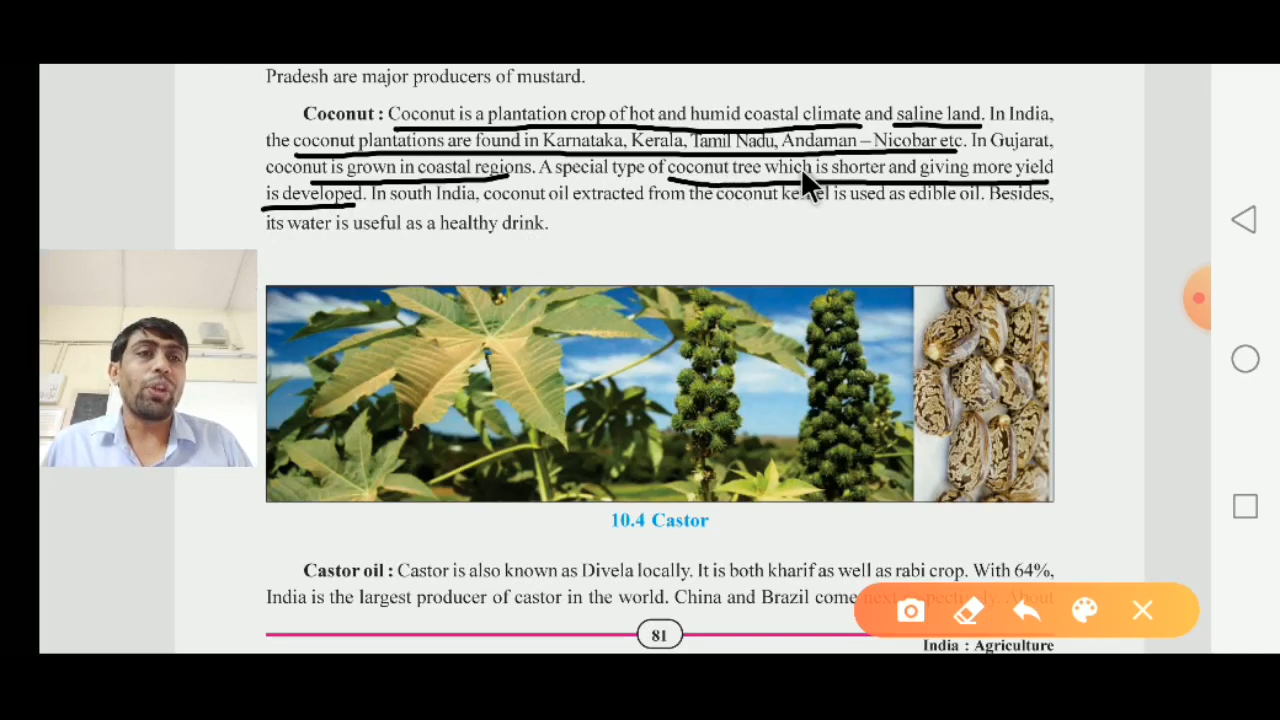 Pradesh are major producers of mustard.
Coconut : Coconut is a plantation crop of hot and humid coastal climate and saline land. In India,
the coconut plantations are found in Karnataka, Kerala, Tamil Nadu, Andaman – Nicobar etc. In Gujarat,
coconut is grown in coastal regions. A special type of coconut tree which is shorter and giving more yield
is developed. In south India, coconut oil extracted from the coconut kernel is used as edible oil. Besides,
its water is useful as a healthy drink.
10.4 Castor
Castor oil : Castor is also known as Divela locally. It is both kharif as well as rabi crop. With 64%,
India is the largest producer of castor in the world. China and Brazil come next respectively. About
81
India : Agriculture